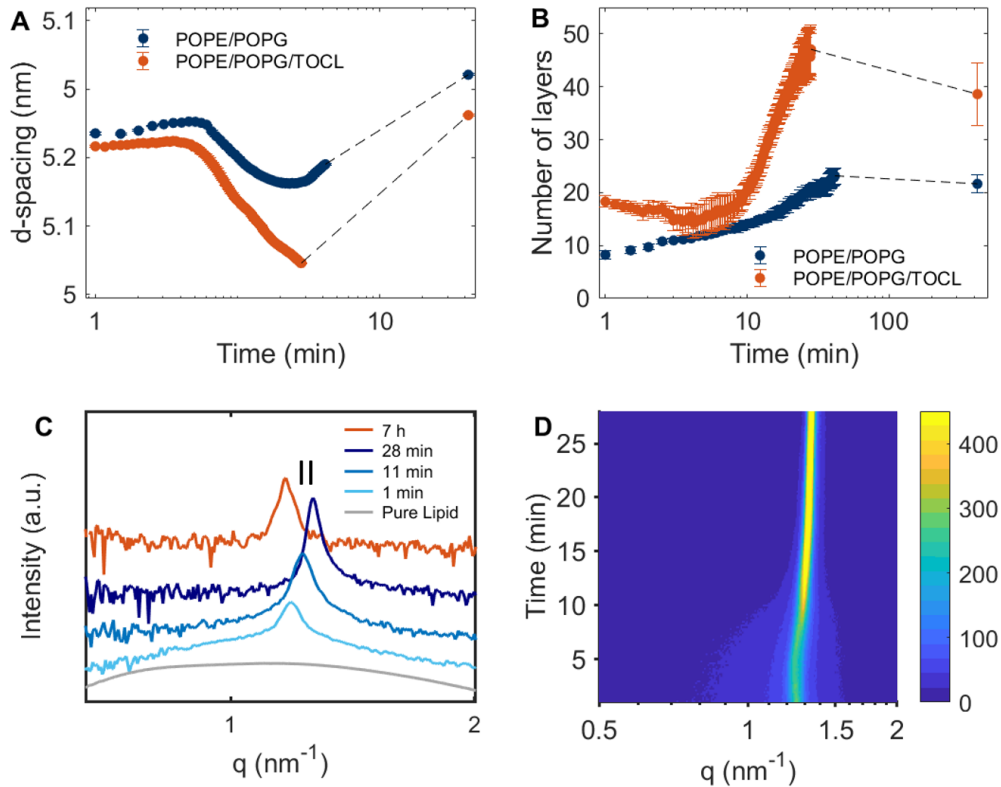 A
5.1
5
5.2
5.1
5
d-spacing (nm)
POPE/POPG
POPE/POPG/TOCL
1
10
Time (min)
B
50
40
30
20
10
0
Number of layers
POPE/POPG
POPE/POPG/TOCL
1
10
100
Time (min)
C
7 h
28 min
11 min
1 min
Pure Lipid
Intensity (a.u.)
1
2
q (nm⁻¹)
D
25
20
15
10
5
Time (min)
0.5
1
1.5
2
q (nm⁻¹)
400
300
200
100
0